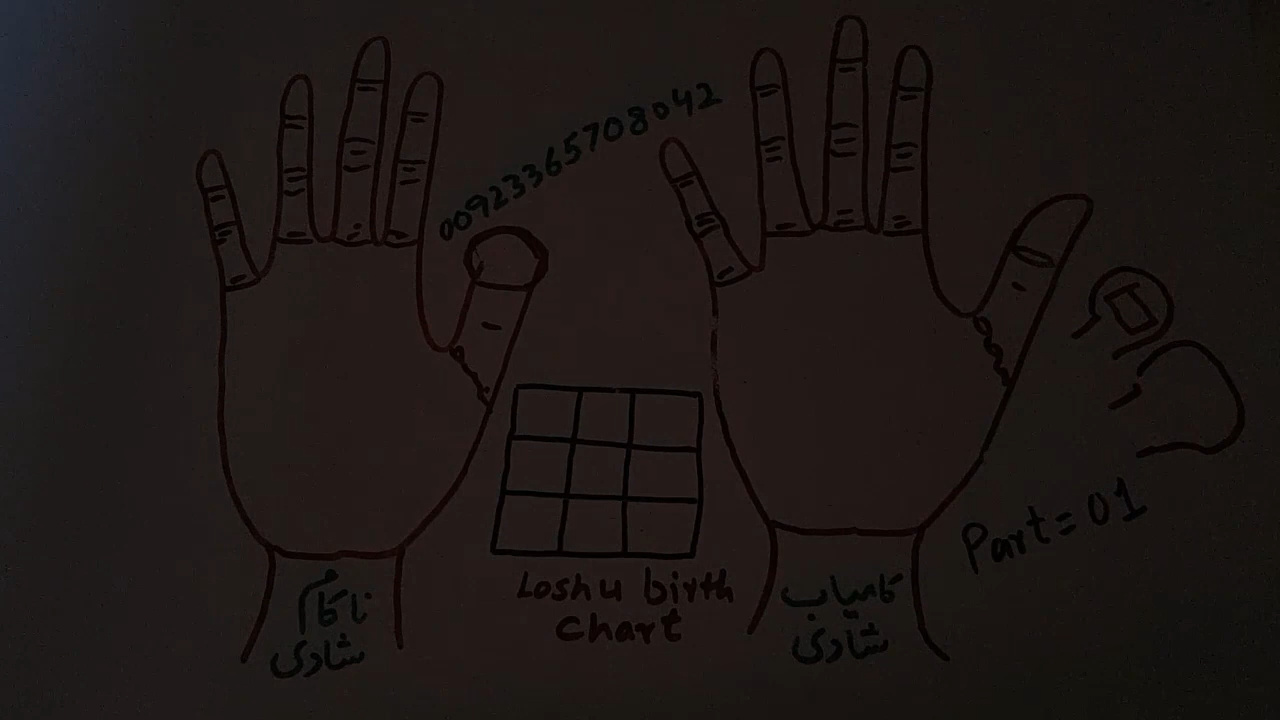 00923365708042
Part = 01
Loshu birth
chart
ناکام
شادی
کامیاب
شادی